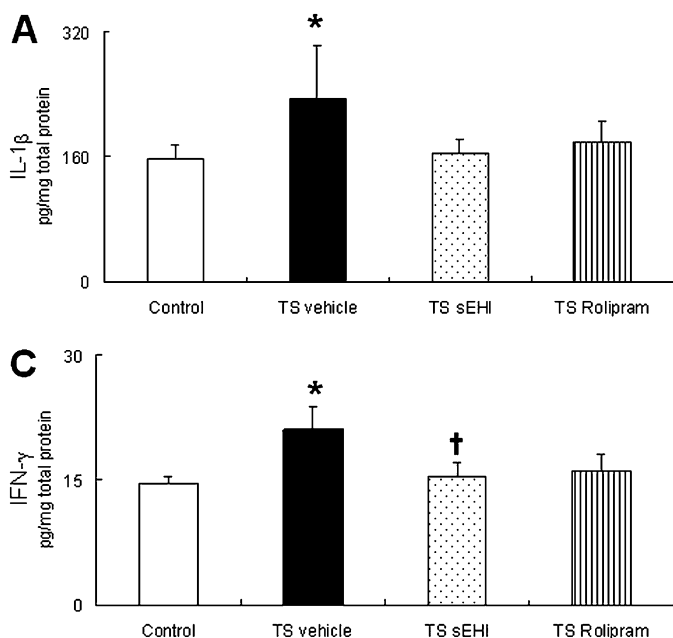 A
320
*
IL-1β
pg/mg total protein
160
0
Control TS vehicle TS sEHI TS Rolipram
C
30
*
†
IFN-γ
pg/mg total protein
15
0
Control TS vehicle TS sEHI TS Rolipram